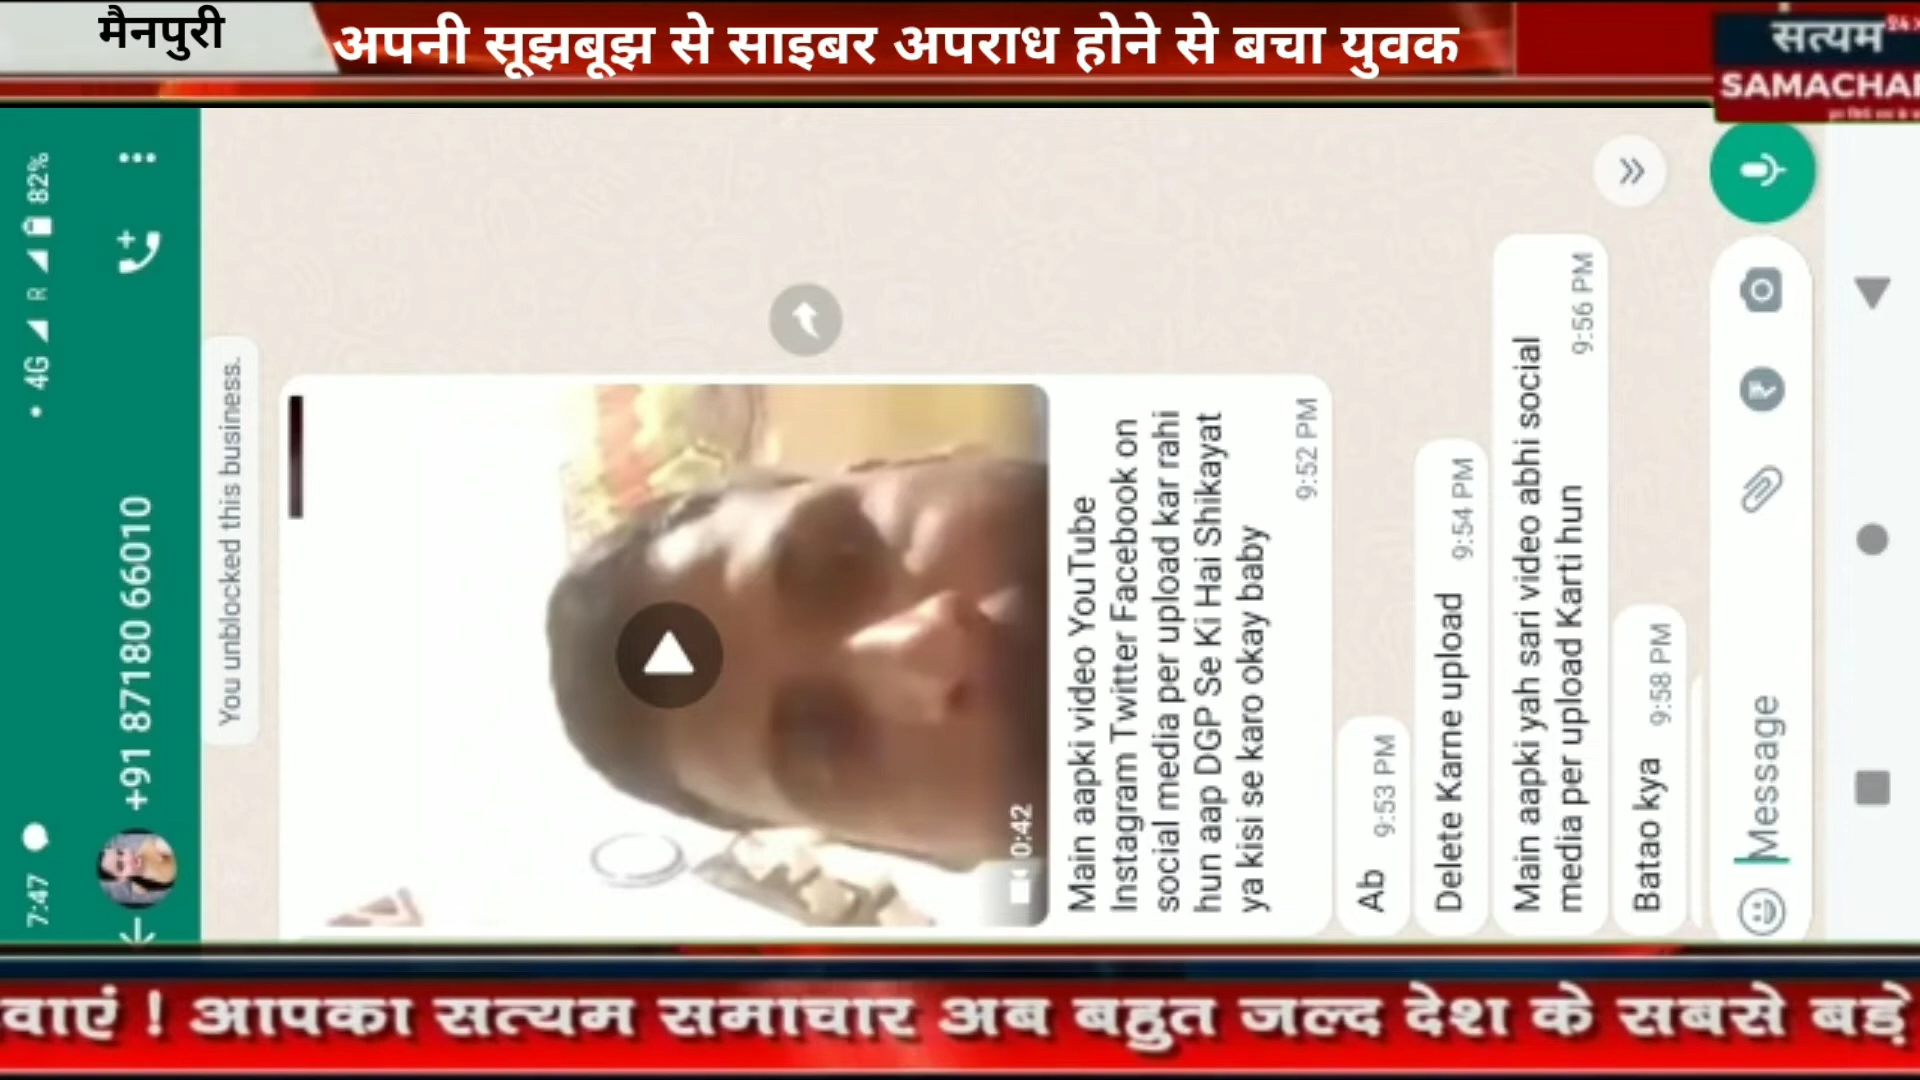 मैनपुरी
अपनी सूझबूझ से साइबर अपराध होने से बचा युवक
सत्यम
SAMACHAR
7:47
4G R 82%
+91 87180 66010
You unblocked this business.
0:42
Main aapki video YouTube
Instagram Twitter Facebook on
social media per upload kar rahi
hun aap DGP Se Ki Hai Shikayat
ya kisi se karo okay baby
9:52 PM
Ab 9:53 PM
Delete Karne upload 9:54 PM
Main aapki yah sari video abhi social
media per upload Karti hun
9:56 PM
Batao kya 9:58 PM
Message
वाएं ! आपका सत्यम समाचार अब बहुत जल्द देश के सबसे बड़े